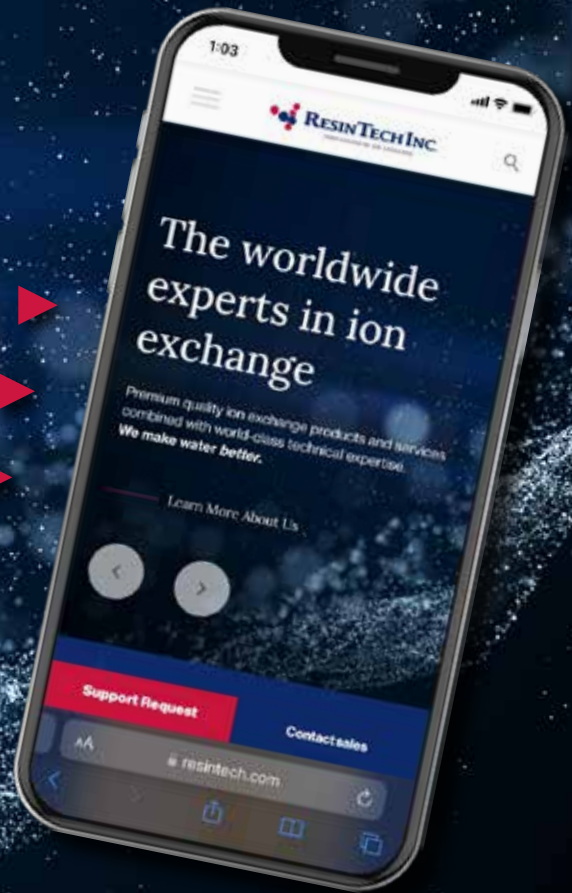 1:03
RESINTECH INC.
The worldwide
experts in ion
exchange
Premium quality ion exchange products and services
combined with world-class technical expertise.
We make water better.
Learn More About Us
Support Request
Contact sales
AA
resintech.com